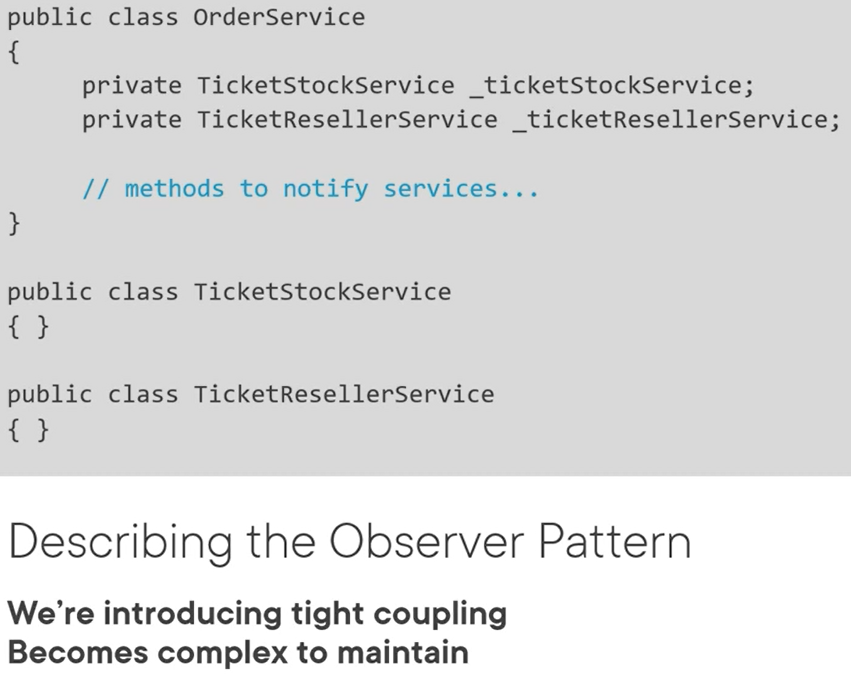 public class OrderService
{
private TicketStockService _ticketStockService;
private TicketResellerService _ticketResellerService;
// methods to notify services...
}
public class TicketStockService
{ }
public class TicketResellerService
{ }
Describing the Observer Pattern
We're introducing tight coupling
Becomes complex to maintain